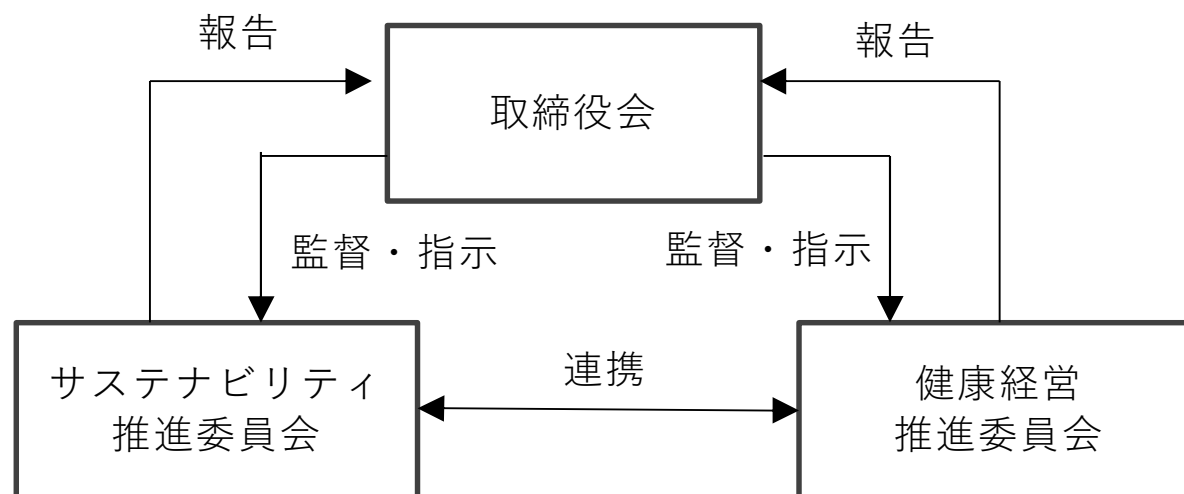 報告
報告
取締役会
監督・指示
監督・指示
連携
サステナビリティ
推進委員会
健康経営
推進委員会